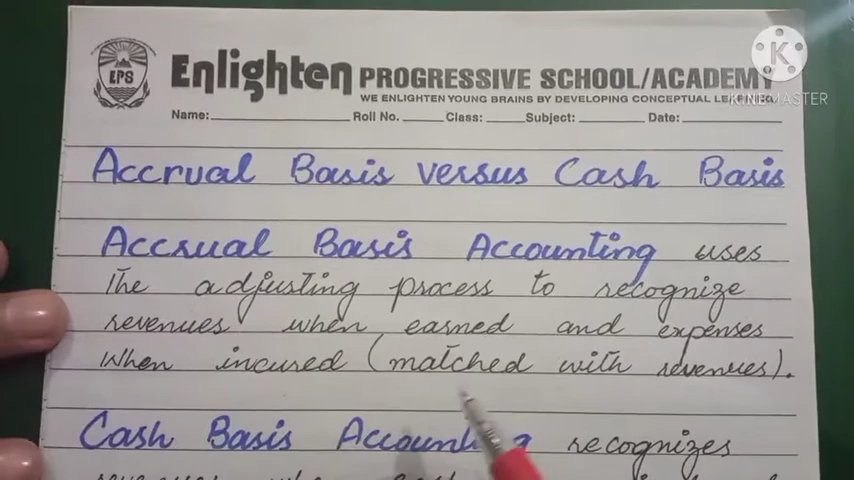 EPS
Enlighten PROGRESSIVE SCHOOL/ACADEMY
WE ENLIGHTEN YOUNG BRAINS BY DEVELOPING CONCEPTUAL
K
KINEMASTER
Name: Roll No. Class: Subject: Date:
Accrual Basis versus Cash Basis
Accrual Basis Accounting uses
The adjusting process to recognize
revenues when earned and expenses
when incured (matched with revenues).
Cash Basis recognizes